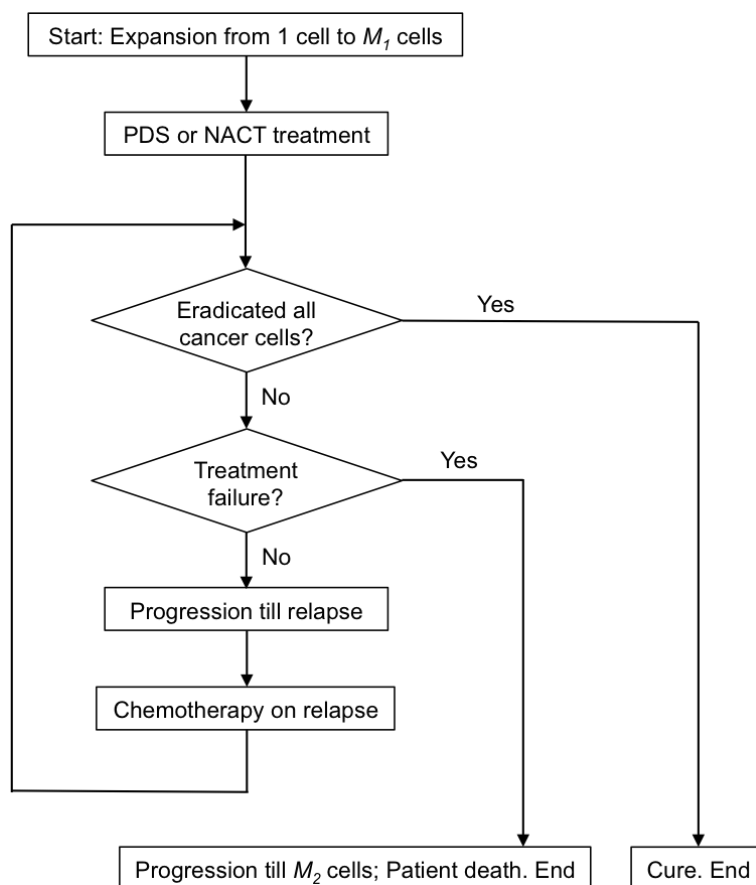 Start: Expansion from 1 cell to M1 cells
PDS or NACT treatment
Eradicated all
cancer cells?
Yes
No
Treatment
failure?
Yes
No
Progression till relapse
Chemotherapy on relapse
Progression till M2 cells; Patient death. End
Cure. End